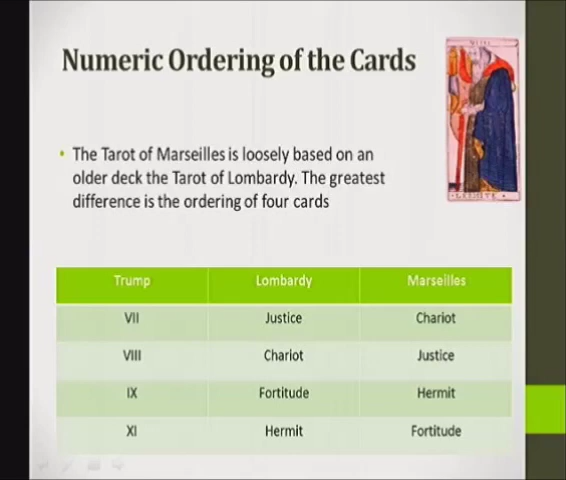 Numeric Ordering of the Cards
• The Tarot of Marseilles is loosely based on an
older deck the Tarot of Lombardy. The greatest
difference is the ordering of four cards
Trump Lombardy Marseilles
VII Justice Chariot
VIII Chariot Justice
IX Fortitude Hermit
XI Hermit Fortitude